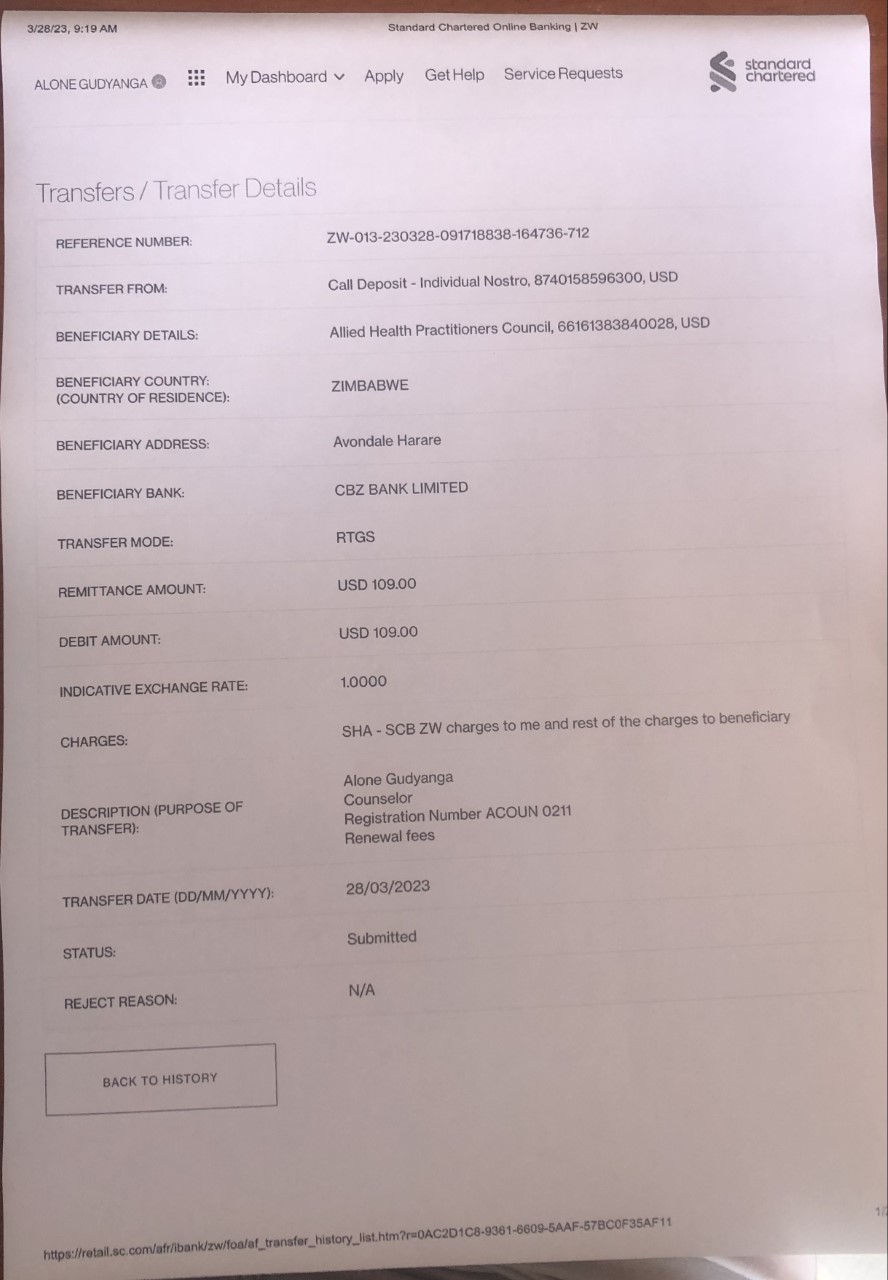 3/28/23, 9:19 AM
Standard Chartered Online Banking | ZW
ALONE GUDYANGA
My Dashboard
Apply
Get Help
Service Requests
standard
chartered
Transfers / Transfer Details
REFERENCE NUMBER:
ZW-013-230328-091718838-164736-712
TRANSFER FROM:
Call Deposit - Individual Nostro, 8740158596300, USD
BENEFICIARY DETAILS:
Allied Health Practitioners Council, 66161383840028, USD
BENEFICIARY COUNTRY:
(COUNTRY OF RESIDENCE):
ZIMBABWE
BENEFICIARY ADDRESS:
Avondale Harare
BENEFICIARY BANK:
CBZ BANK LIMITED
TRANSFER MODE:
RTGS
REMITTANCE AMOUNT:
USD 109.00
DEBIT AMOUNT:
USD 109.00
INDICATIVE EXCHANGE RATE:
1.0000
CHARGES:
SHA - SCB ZW charges to me and rest of the charges to beneficiary
DESCRIPTION (PURPOSE OF
TRANSFER):
Alone Gudyanga
Counselor
Registration Number ACOUN 0211
Renewal fees
TRANSFER DATE (DD/MM/YYYY):
28/03/2023
STATUS:
Submitted
REJECT REASON:
N/A
BACK TO HISTORY
https://retail.sc.com/afr/ibank/zw/foa/af_transfer_history_list.htm?r=0AC2D1C8-9361-6609-5AAF-57BC0F35AF11